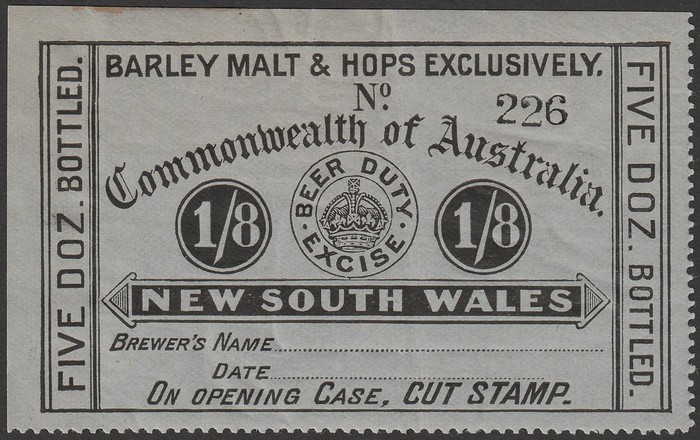 BARLEY MALT & HOPS EXCLUSIVELY.
Nº. 226
Commonwealth of Australia.
FIVE DOZ. BOTTLED.
1/8
BEER DUTY · EXCISE ·
1/8
FIVE DOZ. BOTTLED.
NEW SOUTH WALES
BREWER'S NAME
DATE
ON OPENING CASE, CUT STAMP.